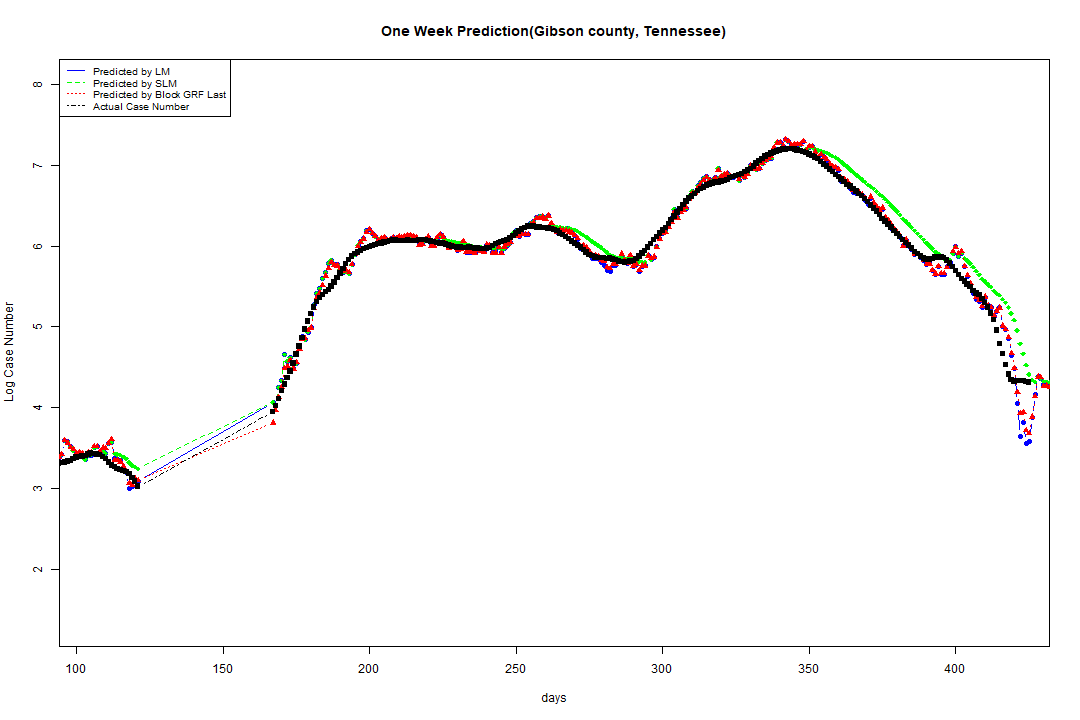 One Week Prediction(Gibson county, Tennessee)
Predicted by LM
Predicted by SLM
Predicted by Block GRF Last
Actual Case Number
Log Case Number
8
7
6
5
4
3
2
100 150 200 250 300 350 400
days